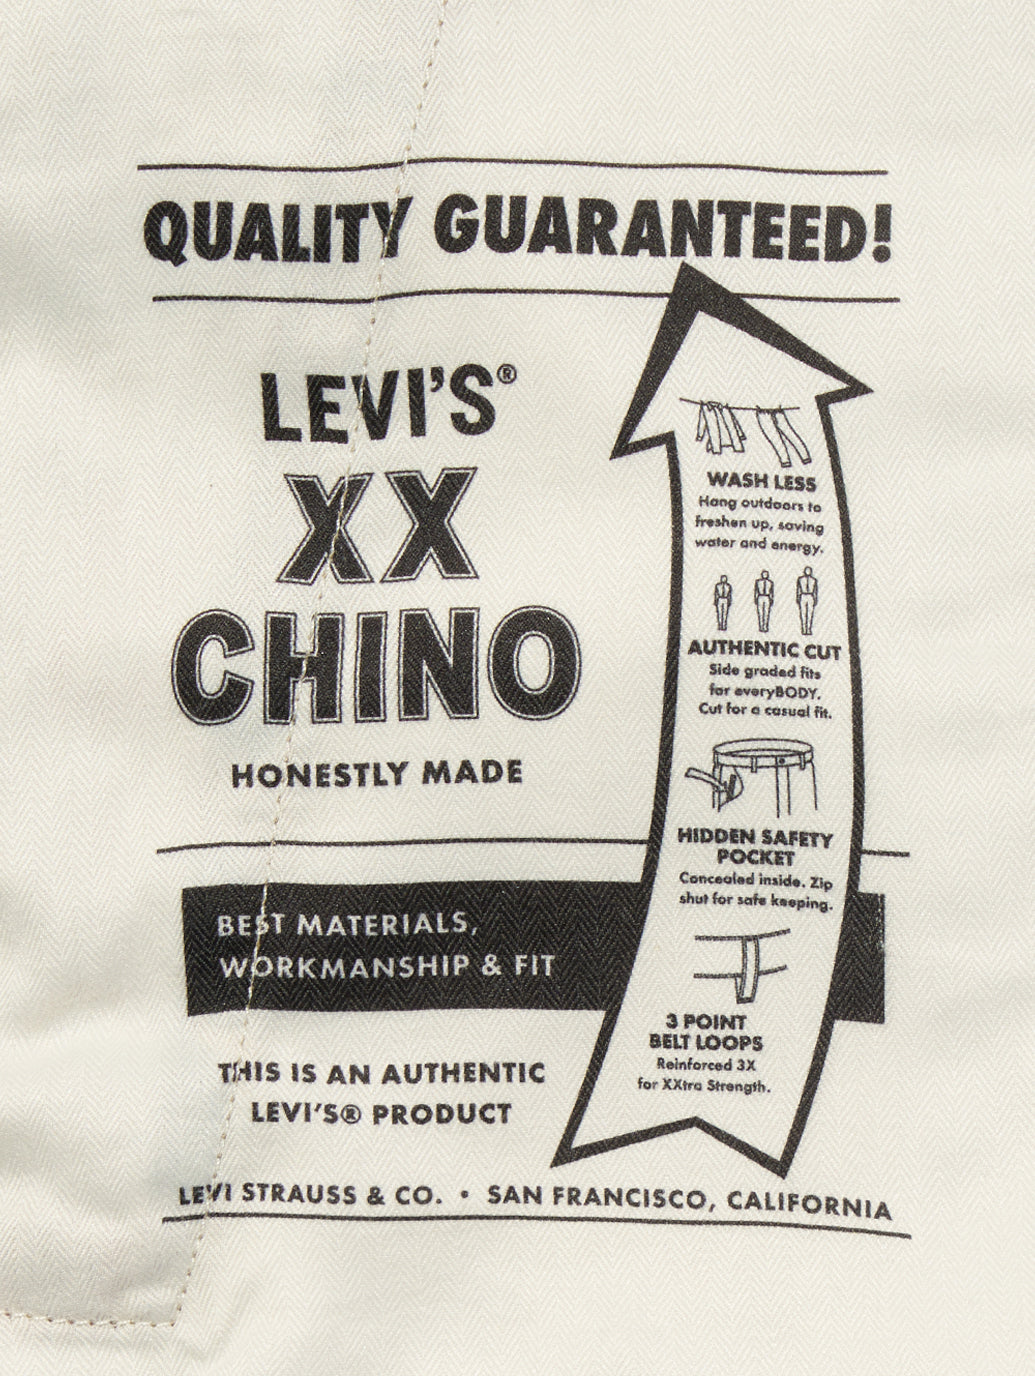 QUALITY GUARANTEED!
LEVI'S®
XX
CHINO
HONESTLY MADE
BEST MATERIALS,
WORKMANSHIP & FIT
THIS IS AN AUTHENTIC
LEVI'S® PRODUCT
WASH LESS
Hang outdoors to
freshen up, saving
water and energy.
AUTHENTIC CUT
Side graded fits
for everyBODY.
Cut for a casual fit.
HIDDEN SAFETY
POCKET
Concealed inside. Zip
shut for safe keeping.
3 POINT
BELT LOOPS
Reinforced 3X
for XXtra Strength.
LEVI STRAUSS & CO. • SAN FRANCISCO, CALIFORNIA